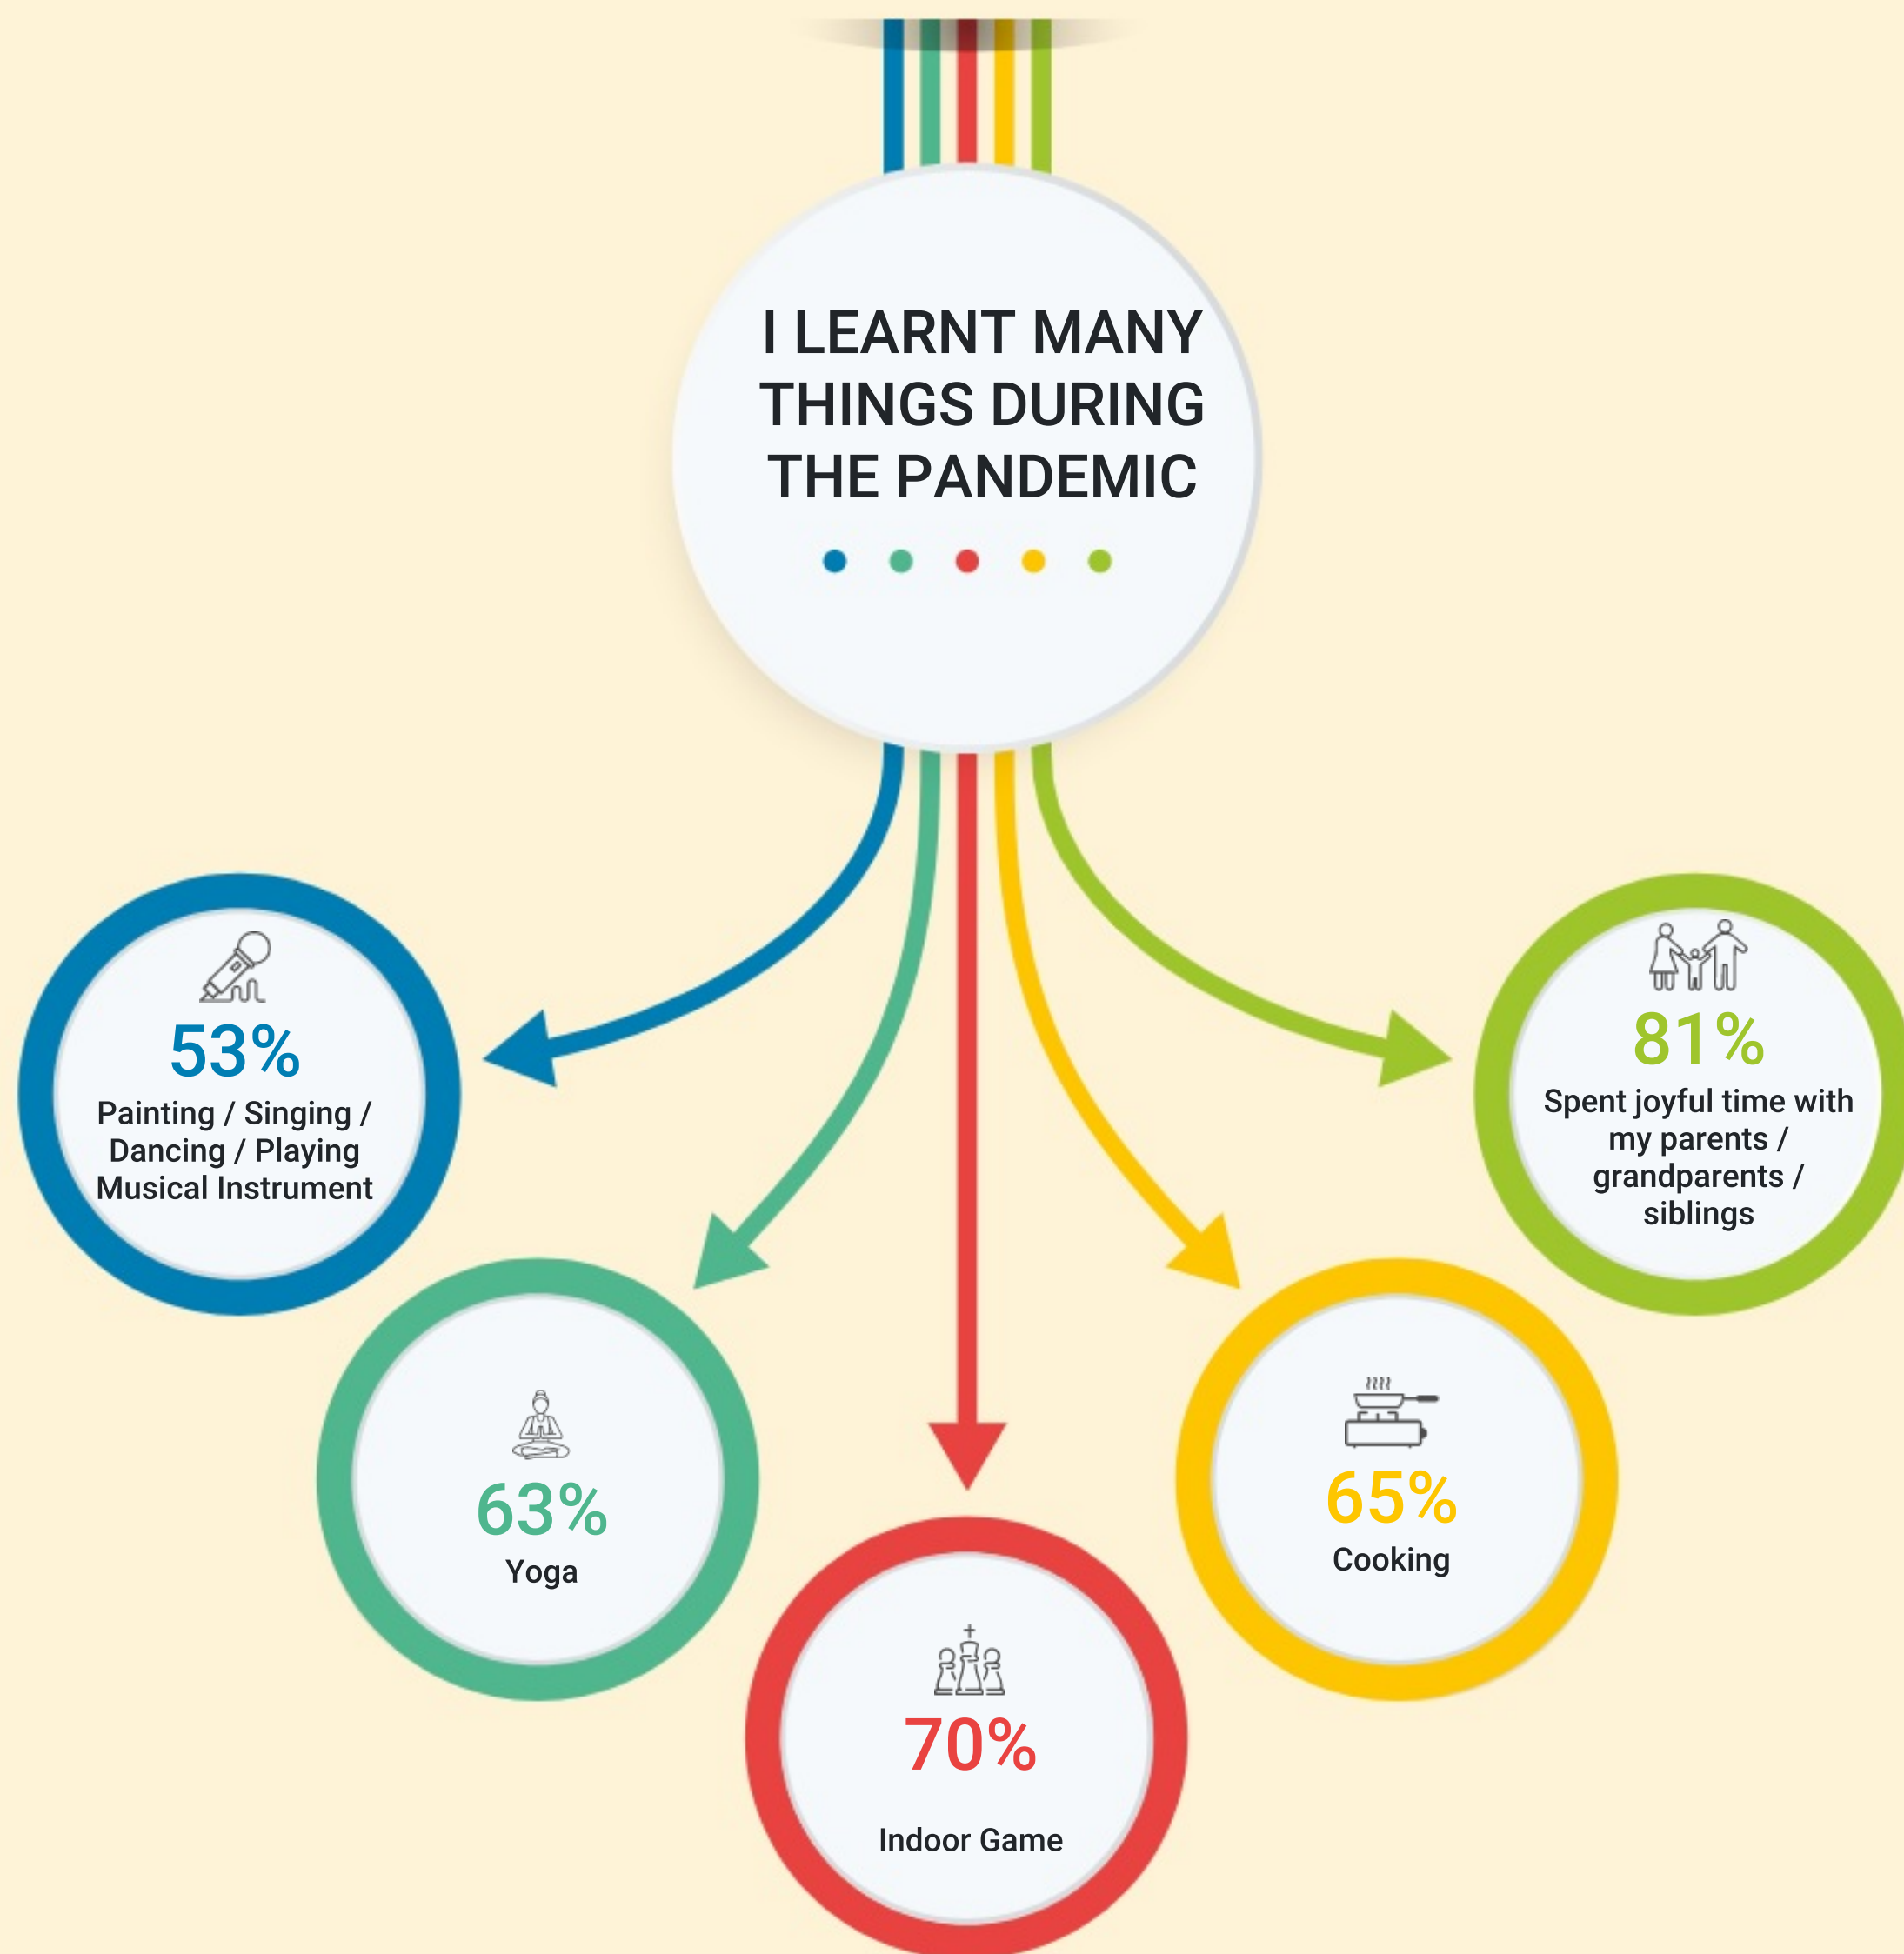 I LEARNT MANY
THINGS DURING
THE PANDEMIC
53%
Painting / Singing /
Dancing / Playing
Musical Instrument
81%
Spent joyful time with
my parents /
grandparents /
siblings
63%
Yoga
65%
Cooking
70%
Indoor Game